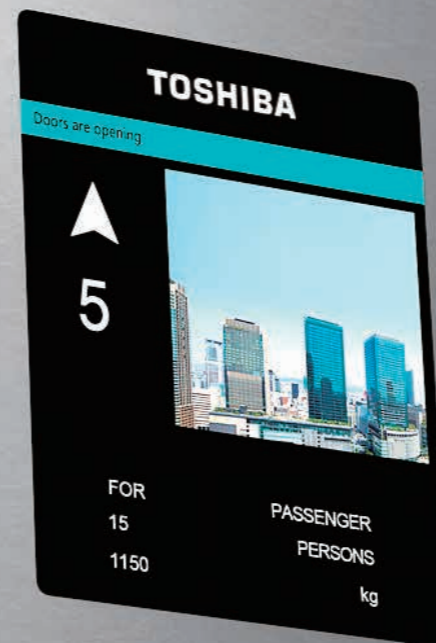 TOSHIBA
Doors are opening
5
FOR PASSENGER
15 PERSONS
1150 kg